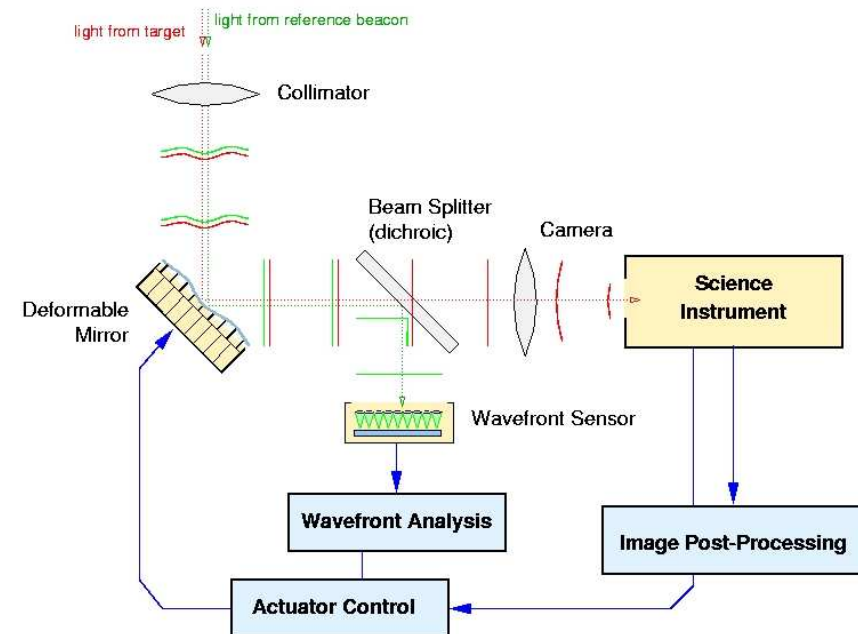 light from reference beacon
light from target
Collimator
Beam Splitter
(dichroic)
Camera
Science
Instrument
Deformable
Mirror
Wavefront Sensor
Wavefront Analysis
Image Post-Processing
Actuator Control